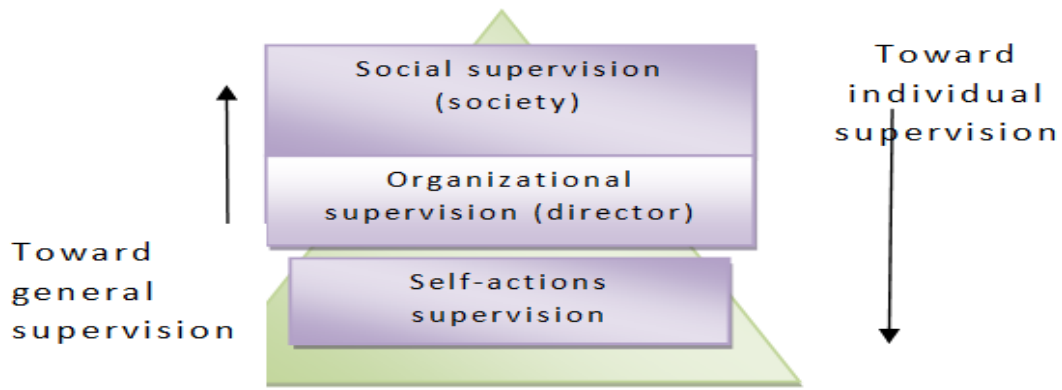 Social supervision
(society)
Organizational
supervision (director)
Self-actions
supervision
Toward
general
supervision
Toward
individual
supervision